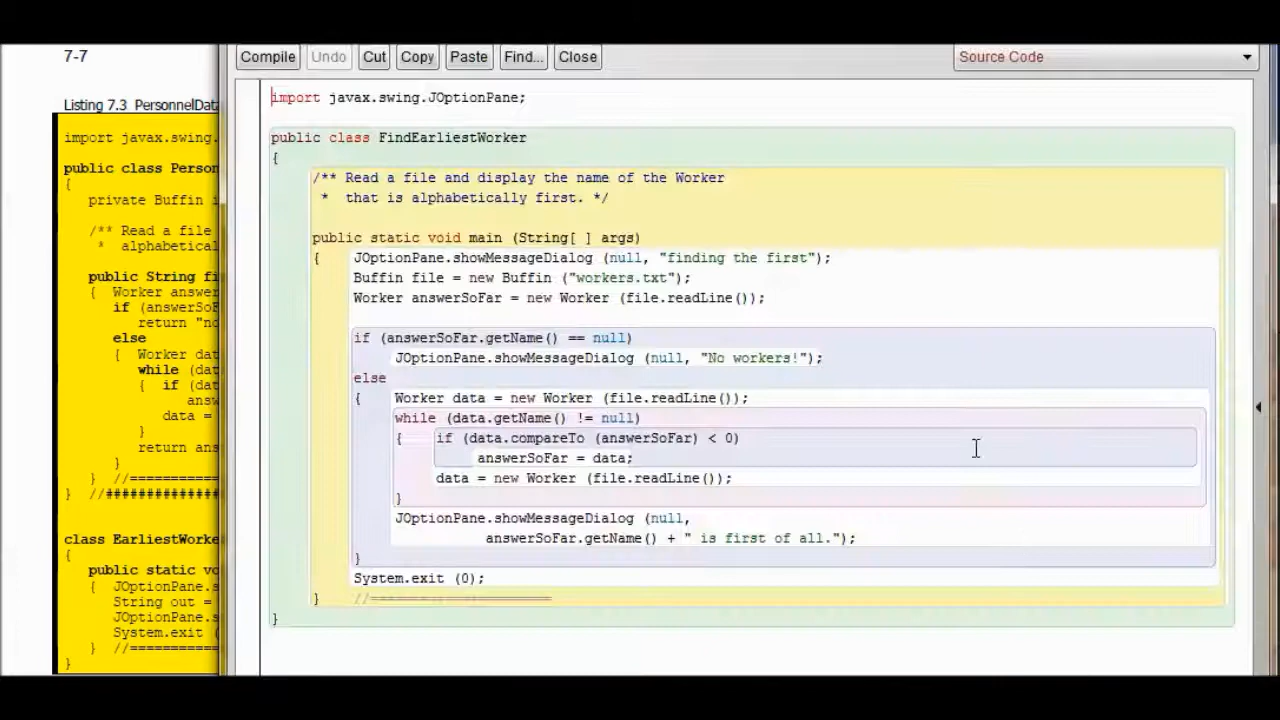 7-7
Listing 7.3 PersonnelData
import javax.swing.
public class Person
{
private Buffin i
/** Read a file
* alphabetical
public String fi
{ Worker answer
if (answerSoF
return "no
else
{ Worker dat
while (dat
{ if (dat
answ
data =
}
return ans
}
} //===========
} //##############
class EarliestWorke
{
public static vo
{ JOptionPane.s
String out =
JOptionPane.s
System.exit (
} //===========
}
Compile Undo Cut Copy Paste Find... Close Source Code
import javax.swing.JOptionPane;
public class FindEarliestWorker
{
/** Read a file and display the name of the Worker
* that is alphabetically first. */
public static void main (String[ ] args)
{ JOptionPane.showMessageDialog (null, "finding the first");
Buffin file = new Buffin ("workers.txt");
Worker answerSoFar = new Worker (file.readLine());
if (answerSoFar.getName() == null)
JOptionPane.showMessageDialog (null, "No workers!");
else
{ Worker data = new Worker (file.readLine());
while (data.getName() != null)
{ if (data.compareTo (answerSoFar) < 0)
answerSoFar = data;
data = new Worker (file.readLine());
}
JOptionPane.showMessageDialog (null,
answerSoFar.getName() + " is first of all.");
}
System.exit (0);
} //======================
}